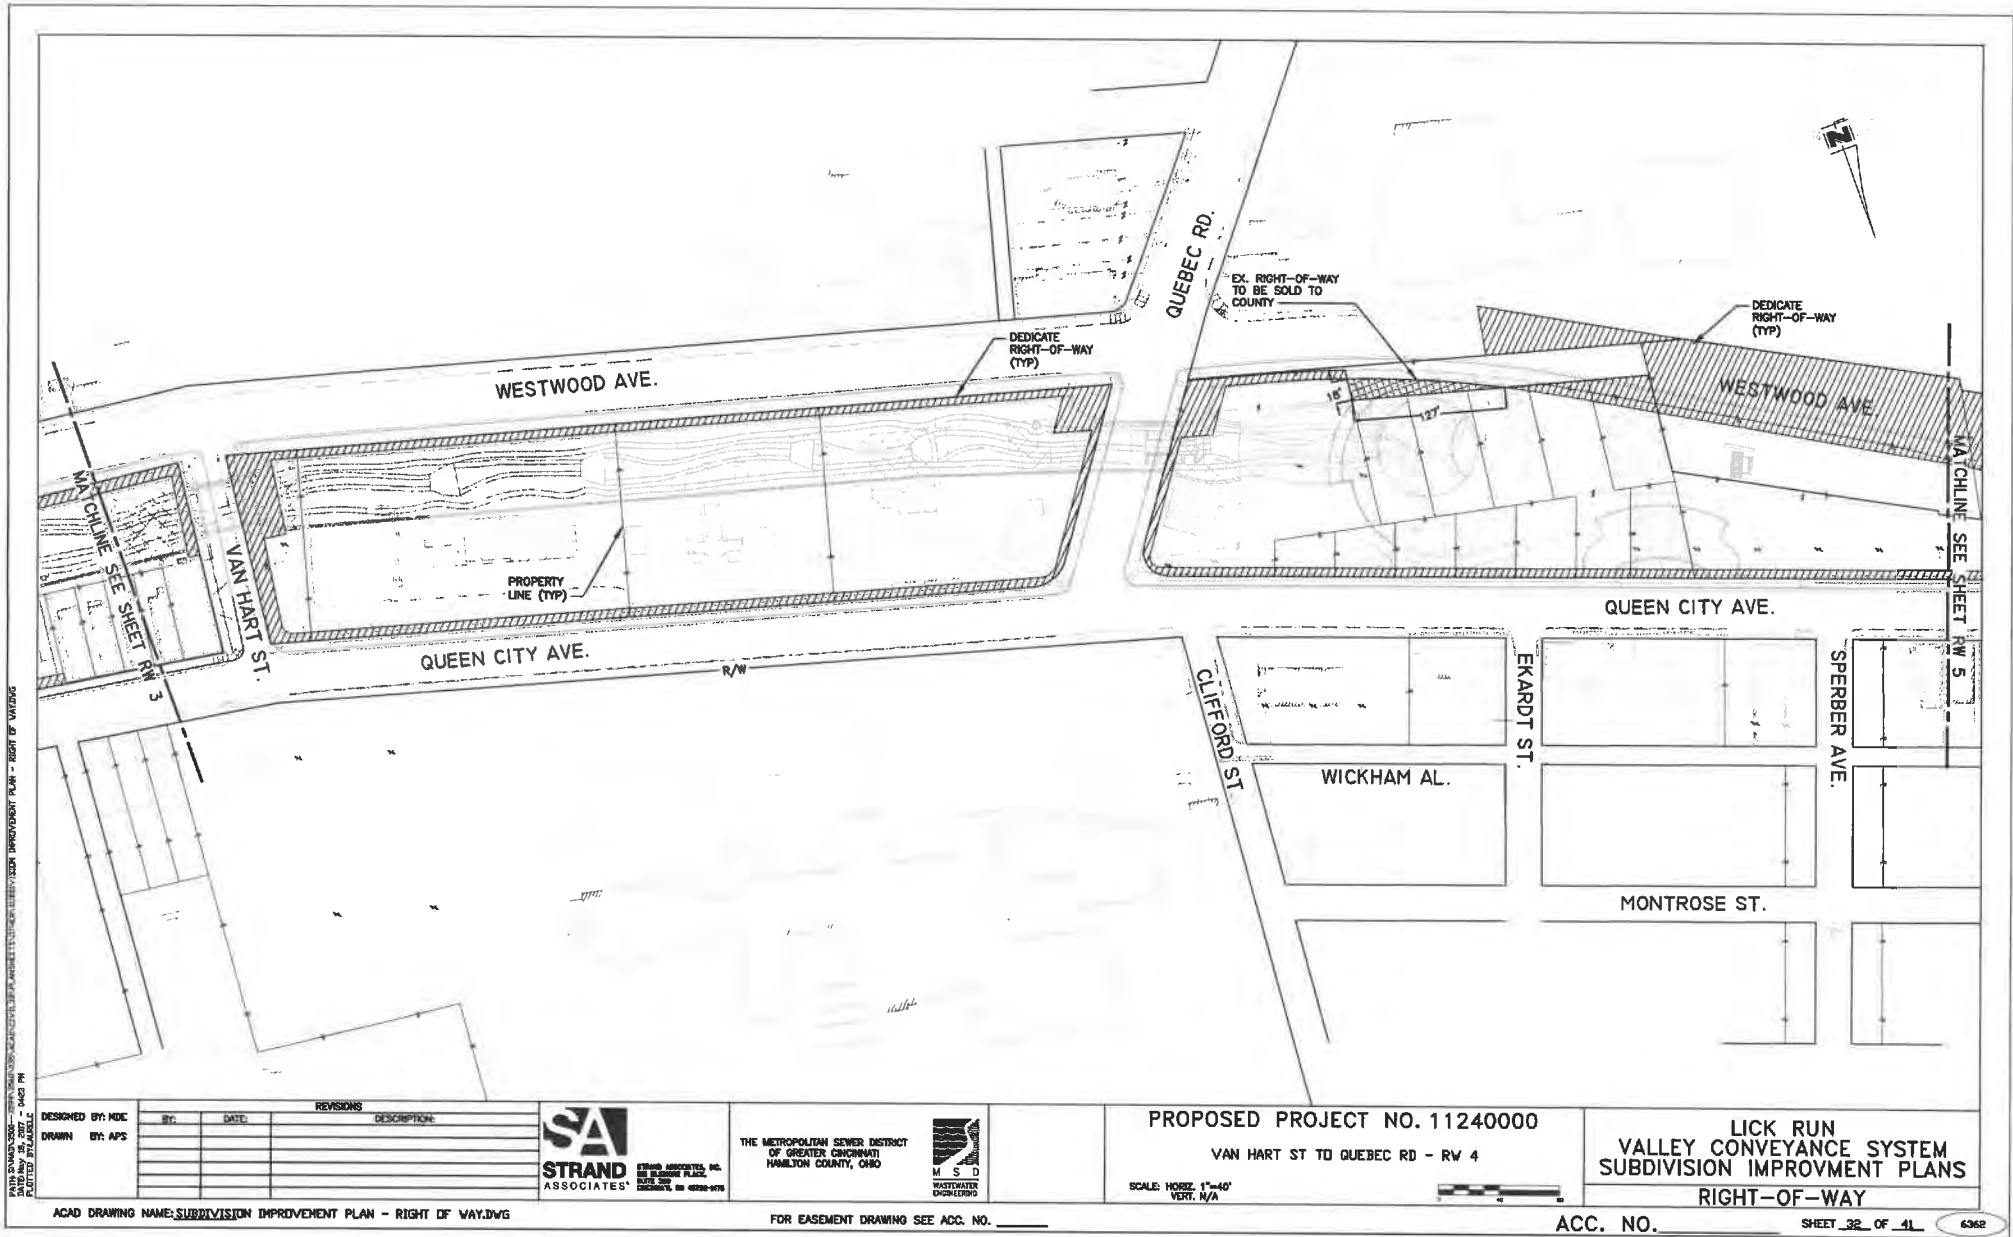 N
QUEBEC RD.
EX. RIGHT-OF-WAY
TO BE SOLD TO
COUNTY
DEDICATE
RIGHT-OF-WAY
(TYP)
DEDICATE
RIGHT-OF-WAY
(TYP)
WESTWOOD AVE.
WESTWOOD AVE.
18'
127'
MATCHLINE SEE SHEET RW 3
VAN HART ST.
PROPERTY
LINE (TYP)
MATCHLINE SEE SHEET RW 5
QUEEN CITY AVE.
QUEEN CITY AVE.
R/W
CLIFFORD ST
EKARDT ST.
SPERBER AVE.
WICKHAM AL.
MONTROSE ST.
DESIGNED BY: MDE
DRAWN BY: APS
REVISIONS
BY: DATE: DESCRIPTION:
SA
STRAND
ASSOCIATES
STRAND ASSOCIATES, INC.
THE METROPOLITAN SEWER DISTRICT
OF GREATER CINCINNATI
HAMILTON COUNTY, OHIO
M S D
WASTEWATER
ENGINEERING
PROPOSED PROJECT NO. 11240000
VAN HART ST TO QUEBEC RD - RW 4
SCALE: HORIZ. 1"=40'
VERT. N/A
LICK RUN
VALLEY CONVEYANCE SYSTEM
SUBDIVISION IMPROVMENT PLANS
RIGHT-OF-WAY
ACAD DRAWING NAME: SUBDIVISION IMPROVEMENT PLAN - RIGHT OF WAY.DWG
FOR EASEMENT DRAWING SEE ACC. NO.
ACC. NO.
SHEET 32 OF 41
6362